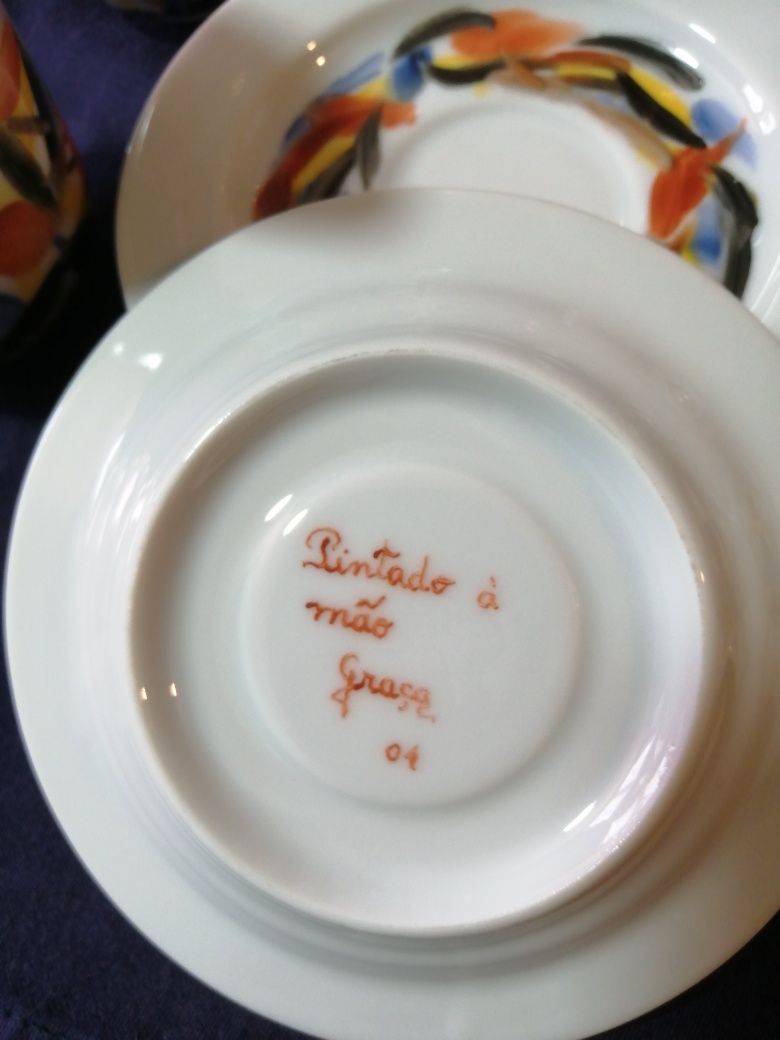 Pintado à
mão
Graça
04